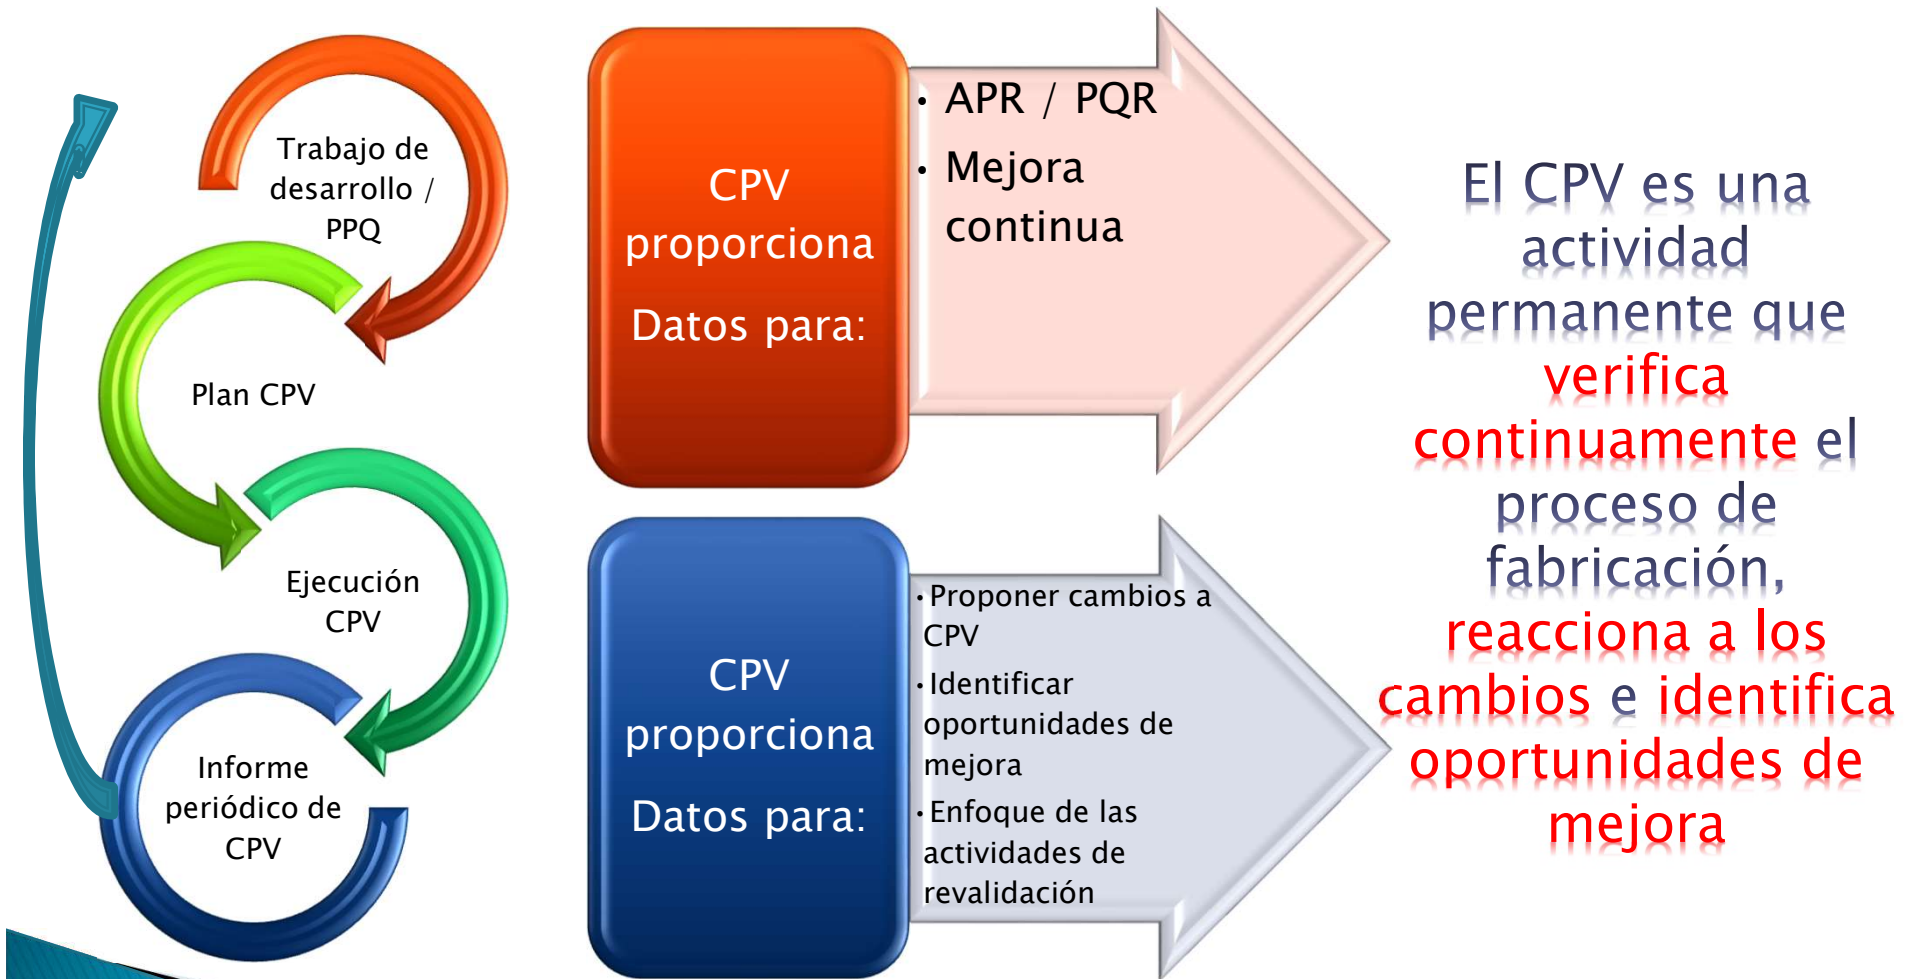 Trabajo de
desarrollo /
PPQ
Plan CPV
Ejecución
CPV
Informe
periódico de
CPV
CPV
proporciona
Datos para:
• APR / PQR
• Mejora
continua
CPV
proporciona
Datos para:
• Proponer cambios a
CPV
• Identificar
oportunidades de
mejora
• Enfoque de las
actividades de
revalidación
El CPV es una
actividad
permanente que
verifica
continuamente el
proceso de
fabricación,
reacciona a los
cambios e identifica
oportunidades de
mejora